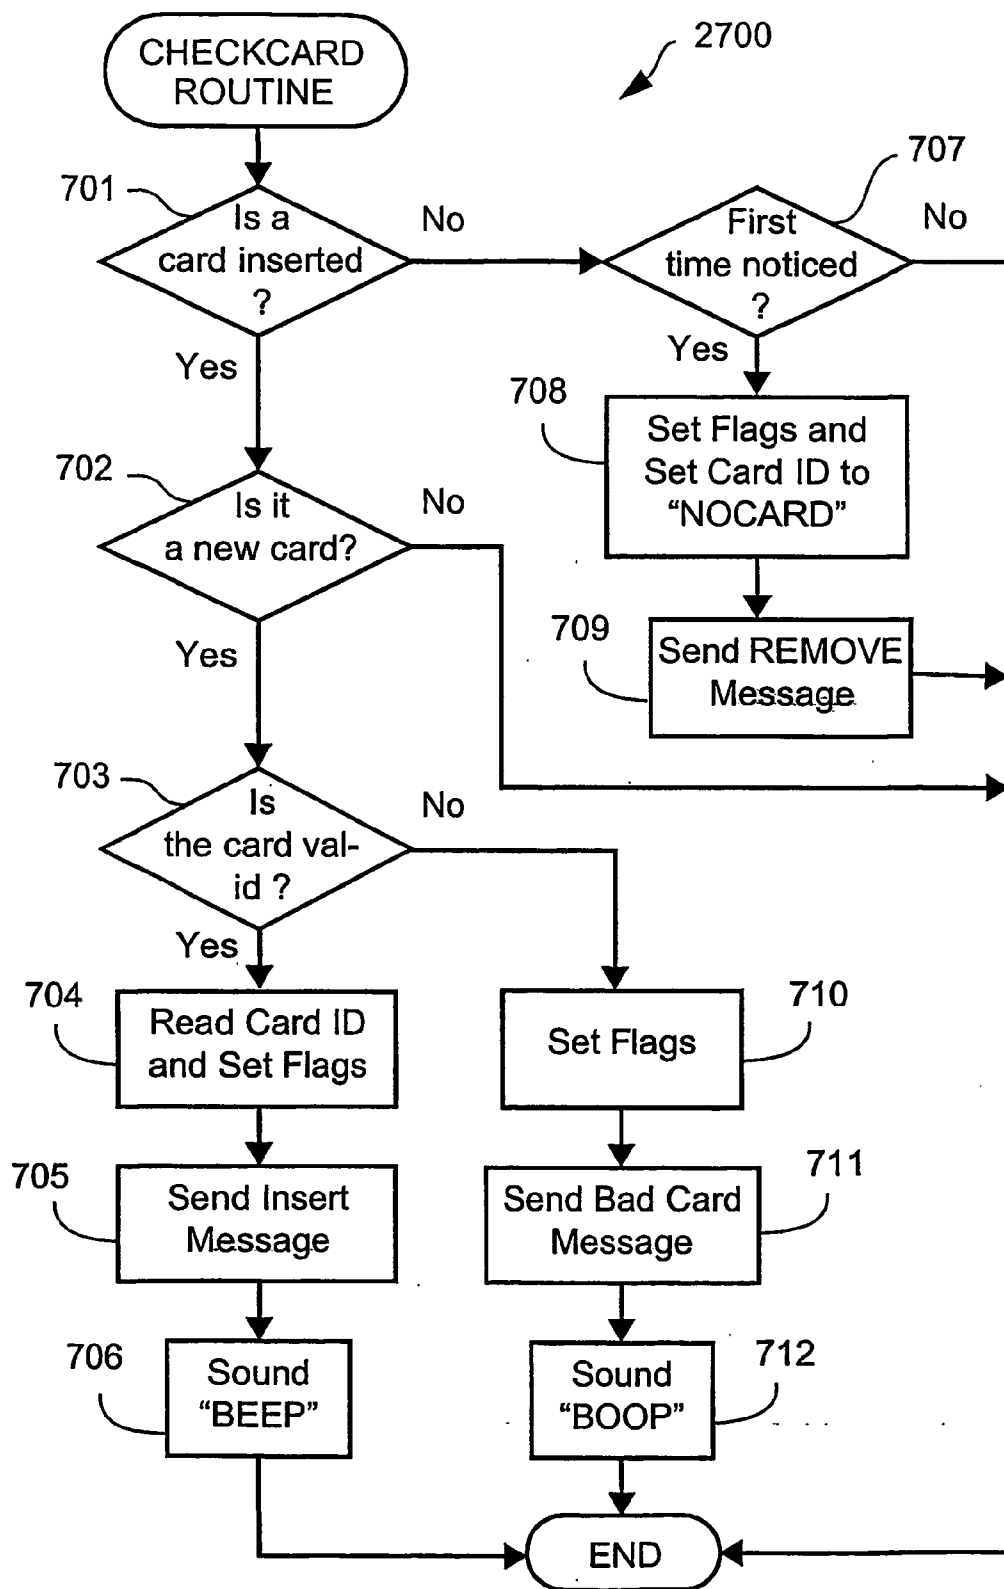 CHECKCARD
ROUTINE
2700
701
Is a
card inserted
?
No
Yes
707
First
time noticed
?
No
Yes
708
Set Flags and
Set Card ID to
“NOCARD”
709
Send REMOVE
Message
702
Is it
a new card?
No
Yes
703
Is
the card val-
id ?
No
Yes
704
Read Card ID
and Set Flags
705
Send Insert
Message
706
Sound
“BEEP”
710
Set Flags
711
Send Bad Card
Message
712
Sound
“BOOP”
END